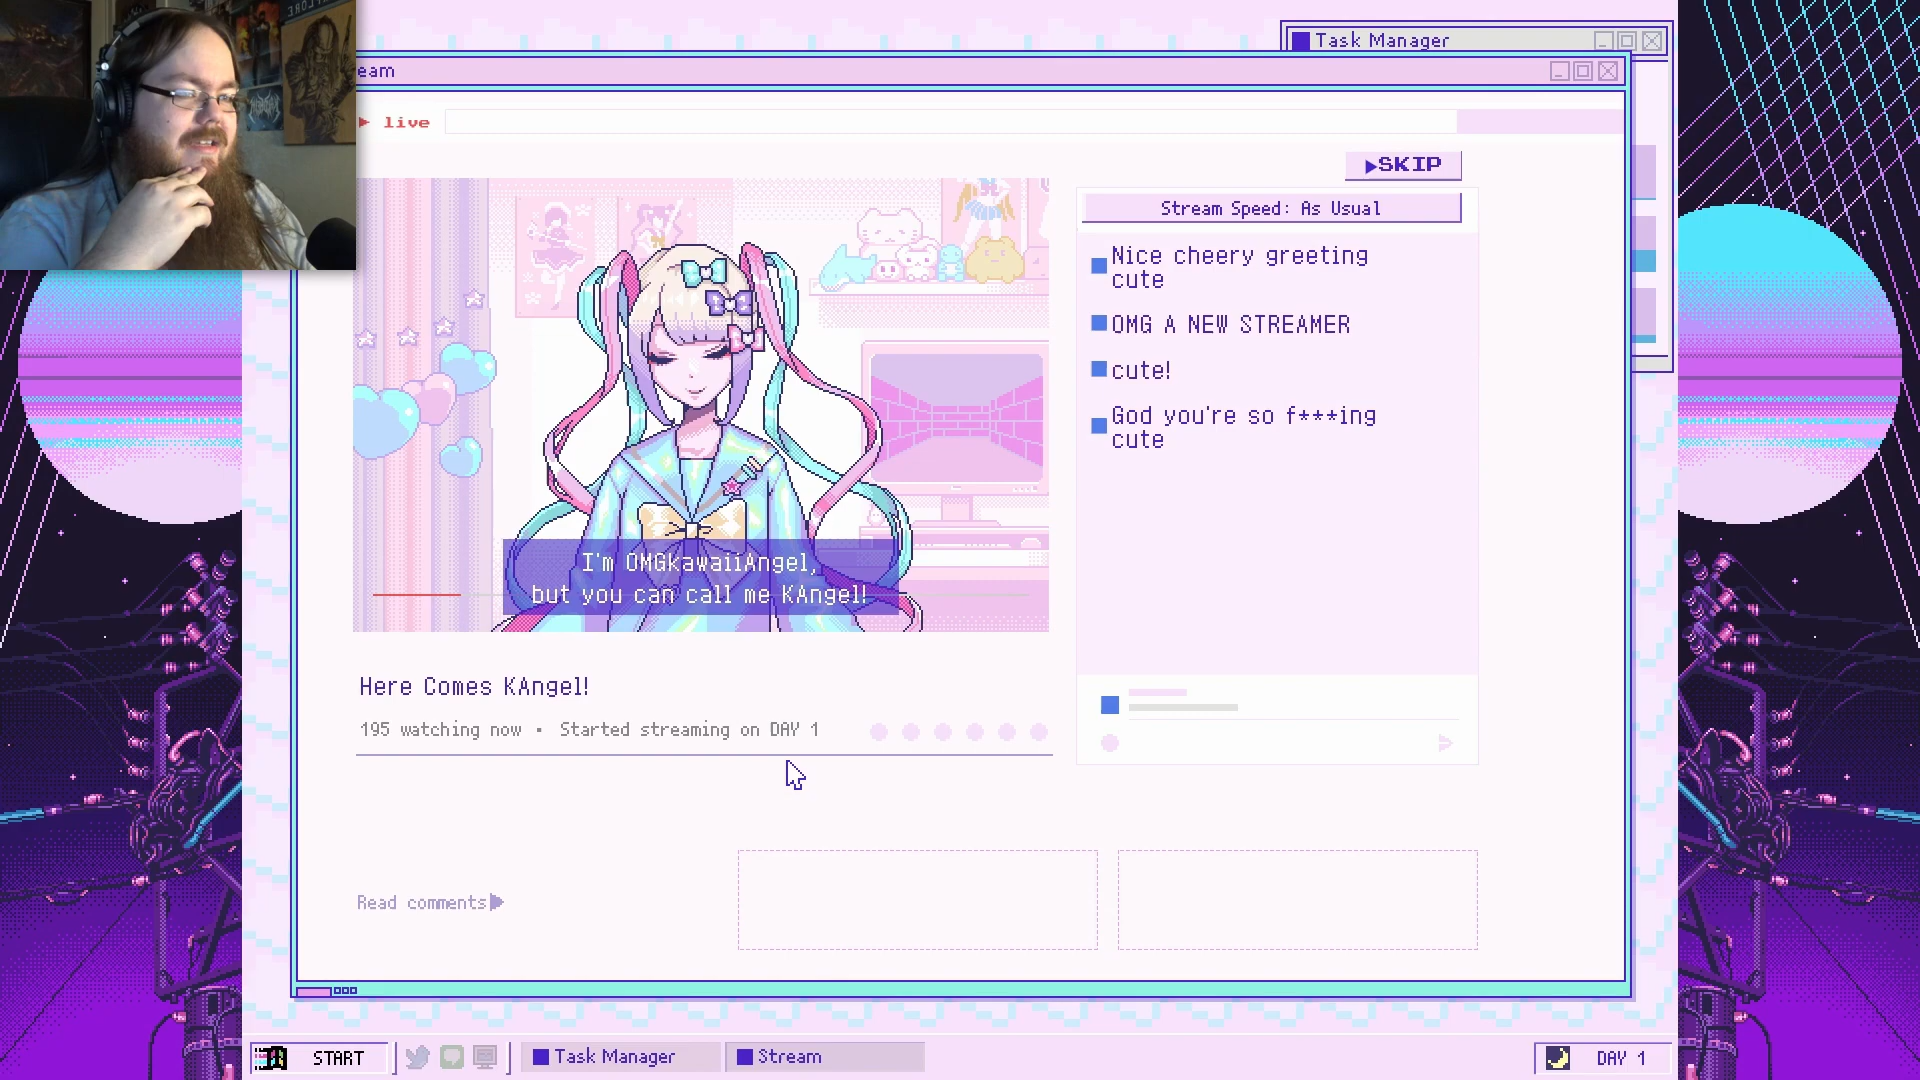 Task Manager
eam
live
▶SKIP
Stream Speed: As Usual
Nice cheery greeting
cute
OMG A NEW STREAMER
cute!
God you're so f***ing
cute
I'm OMGkawaiiAngel,
but you can call me KAngel!
Here Comes KAngel!
195 watching now • Started streaming on DAY 1
Read comments▶
START
Task Manager
Stream
DAY 1